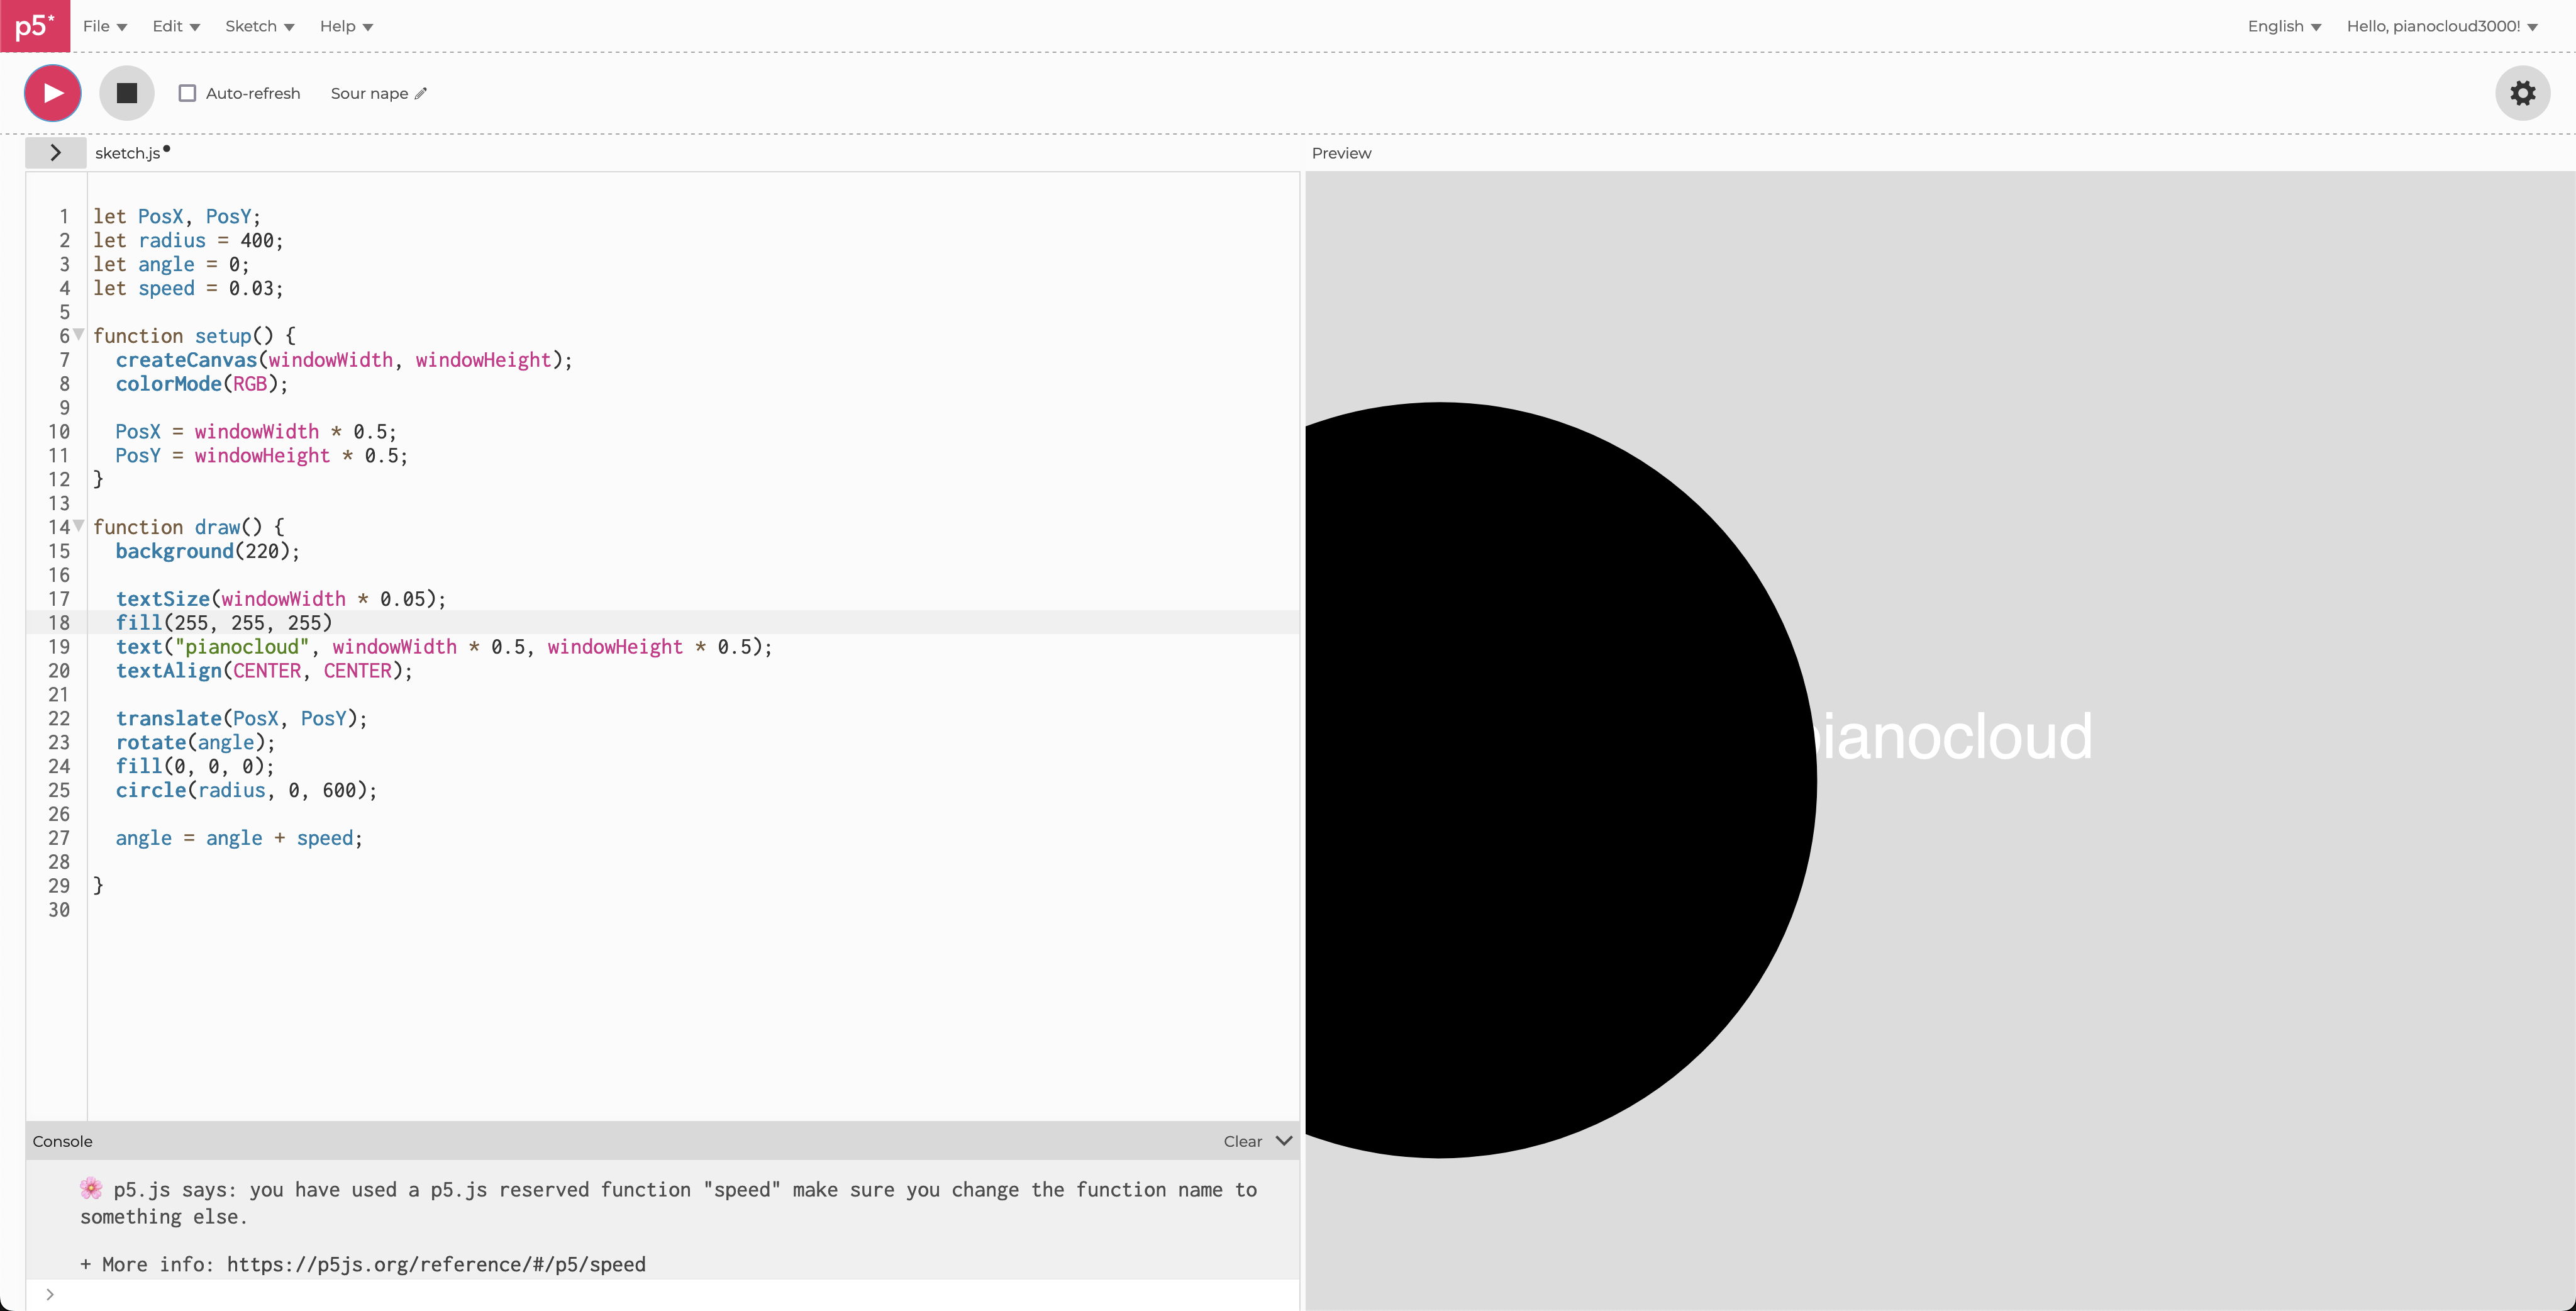 p5* File Edit Sketch Help English Hello, pianocloud3000!
Auto-refresh Sour nape
sketch.js Preview
1 let PosX, PosY;
2 let radius = 400;
3 let angle = 0;
4 let speed = 0.03;
5
6 function setup() {
7 createCanvas(windowWidth, windowHeight);
8 colorMode(RGB);
9
10 PosX = windowWidth * 0.5;
11 PosY = windowHeight * 0.5;
12 }
13
14 function draw() {
15 background(220);
16
17 textSize(windowWidth * 0.05);
18 fill(255, 255, 255)
19 text("pianocloud", windowWidth * 0.5, windowHeight * 0.5);
20 textAlign(CENTER, CENTER);
21
22 translate(PosX, PosY);
23 rotate(angle);
24 fill(0, 0, 0);
25 circle(radius, 0, 600);
26
27 angle = angle + speed;
28
29 }
30
pianocloud
Console Clear
🌸 p5.js says: you have used a p5.js reserved function "speed" make sure you change the function name to
something else.
+ More info: https://p5js.org/reference/#/p5/speed
>